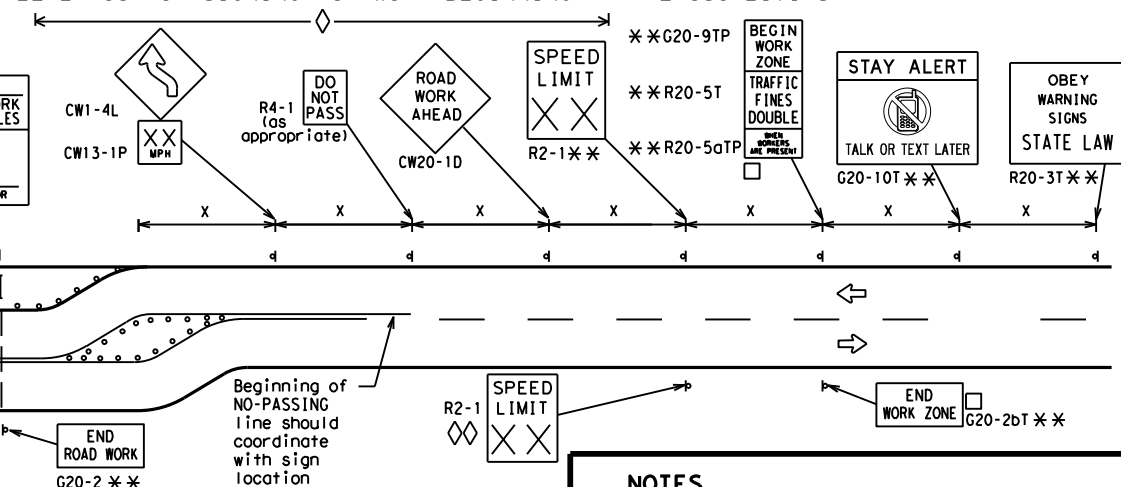 CW1-4L
XX
MPH
CW13-1P
R4-1
(as
appropriate)
DO
NOT
PASS
ROAD
WORK
AHEAD
CW20-1D
SPEED
LIMIT
XX
R2-1**
**G20-9TP
**R20-5T
**R20-5aTP
BEGIN
WORK
ZONE
TRAFFIC
FINES
DOUBLE
WHEN
WORKERS
ARE PRESENT
STAY ALERT
TALK OR TEXT LATER
G20-10T**
OBEY
WARNING
SIGNS
STATE LAW
R20-3T**
X X X X X X X
Beginning of
NO-PASSING
line should
coordinate
with sign
location
R2-1
SPEED
LIMIT
XX
END
WORK ZONE
G20-2bT**
END
ROAD WORK
G20-2**
NOTES